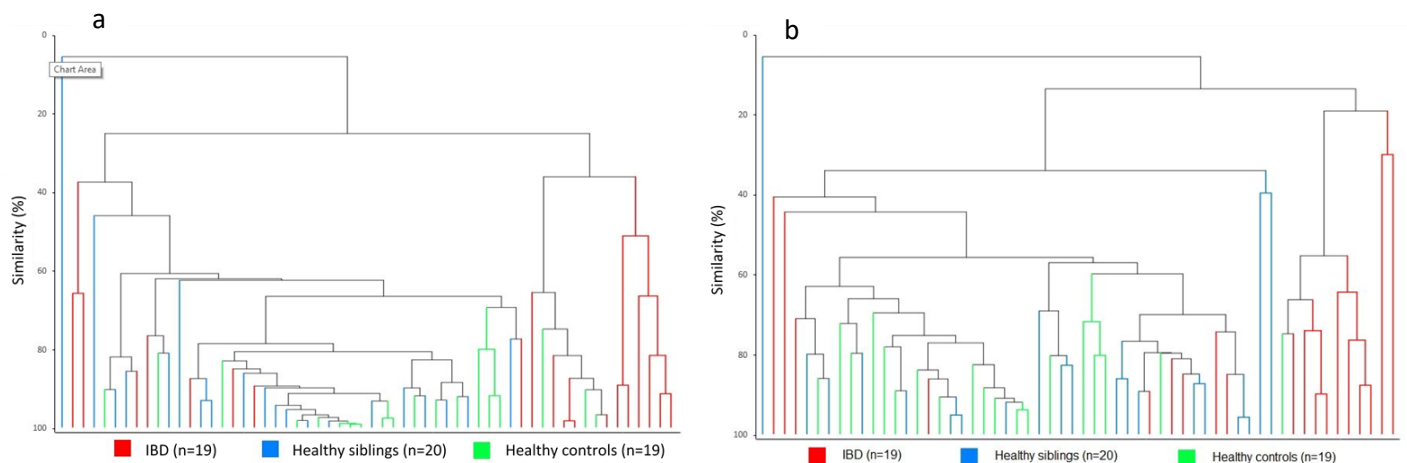 a
b
0
20
40
60
80
100
Similarity (%)
Chart Area
IBD (n=19)
Healthy siblings (n=20)
Healthy controls (n=19)
0
20
40
60
80
100
Similarity (%)
IBD (n=19)
Healthy siblings (n=20)
Healthy controls (n=19)